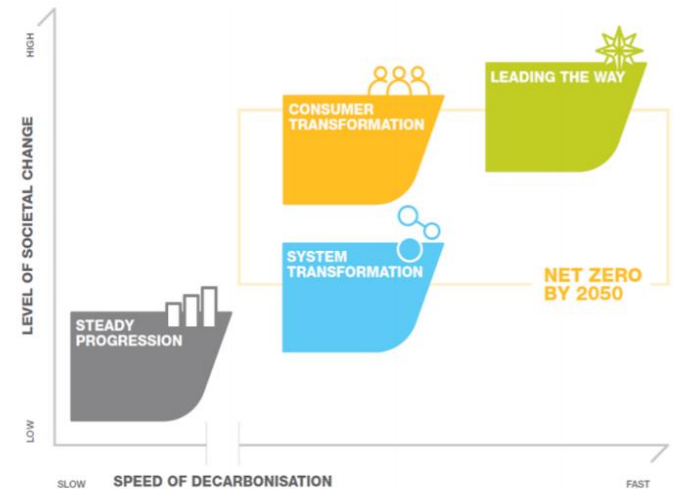 HIGH
LEVEL OF SOCIETAL CHANGE
LOW
CONSUMER
TRANSFORMATION
LEADING THE WAY
SYSTEM
TRANSFORMATION
NET ZERO
BY 2050
STEADY
PROGRESSION
SLOW
SPEED OF DECARBONISATION
FAST